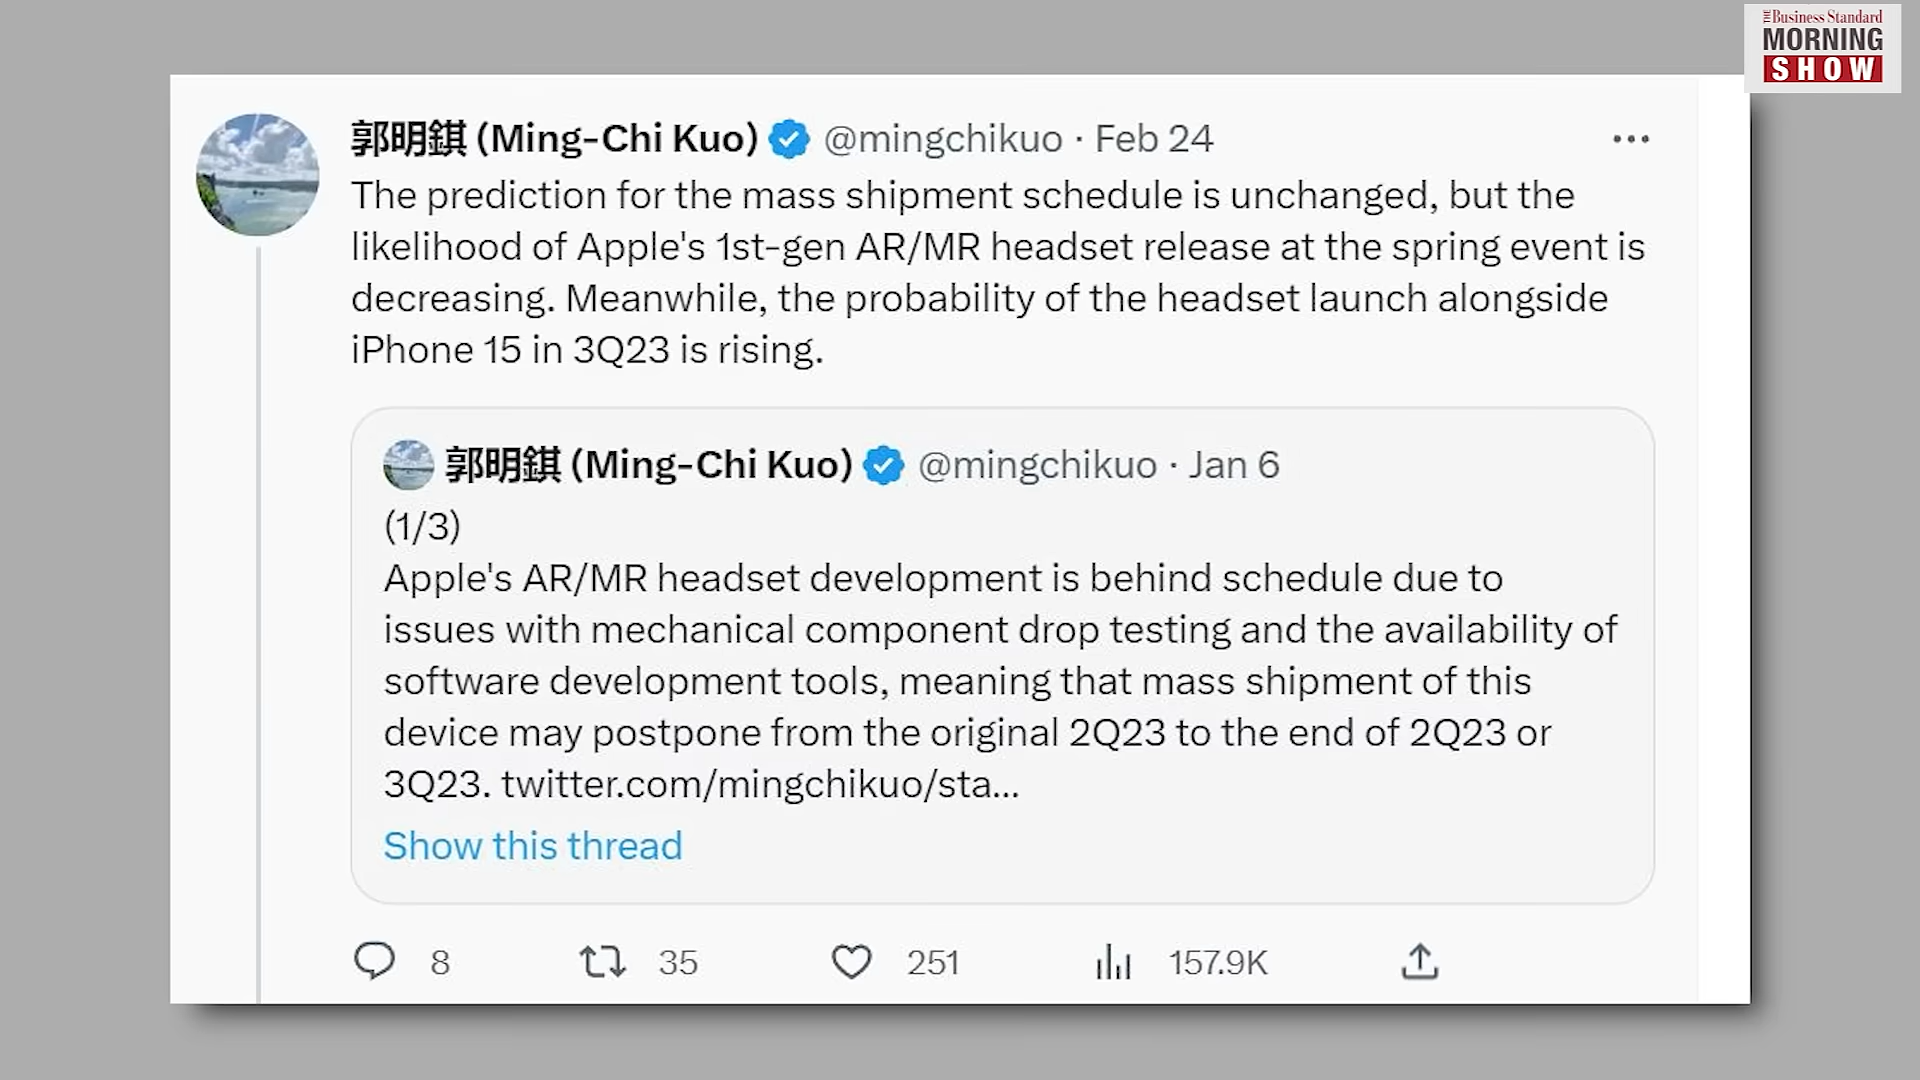 THE Business Standard
MORNING
SHOW
郭明錤 (Ming-Chi Kuo) @mingchikuo · Feb 24
The prediction for the mass shipment schedule is unchanged, but the
likelihood of Apple's 1st-gen AR/MR headset release at the spring event is
decreasing. Meanwhile, the probability of the headset launch alongside
iPhone 15 in 3Q23 is rising.
郭明錤 (Ming-Chi Kuo) @mingchikuo · Jan 6
(1/3)
Apple's AR/MR headset development is behind schedule due to
issues with mechanical component drop testing and the availability of
software development tools, meaning that mass shipment of this
device may postpone from the original 2Q23 to the end of 2Q23 or
3Q23. twitter.com/mingchikuo/sta...
Show this thread
8 35 251 157.9K